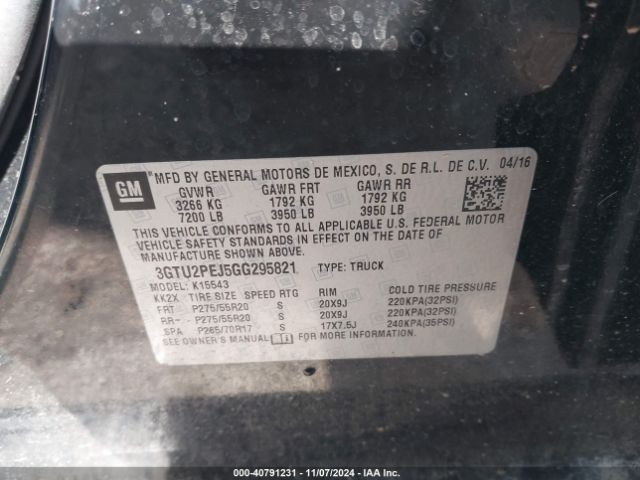 GM
MFD BY GENERAL MOTORS DE MEXICO, S. DE R.L. DE C.V. 04/16
GVWR GAWR FRT GAWR RR
3266 KG 1792 KG 1792 KG
7200 LB 3950 LB 3950 LB
THIS VEHICLE CONFORMS TO ALL APPLICABLE U.S. FEDERAL MOTOR
VEHICLE SAFETY STANDARDS IN EFFECT ON THE DATE OF
MANUFACTURE SHOWN ABOVE.
3GTU2PEJ5GG295821 TYPE: TRUCK
MODEL: K15543
KK2X TIRE SIZE SPEED RTG RIM COLD TIRE PRESSURE
FRT P275/55R20 S 20X9J 220KPA(32PSI)
RR P275/55R20 S 20X9J 220KPA(32PSI)
SPA P265/70R17 S 17X7.5J 240KPA(35PSI)
SEE OWNER'S MANUAL FOR MORE INFORMATION.
© - 40791231 - 11/07/2024 - IAA Inc.